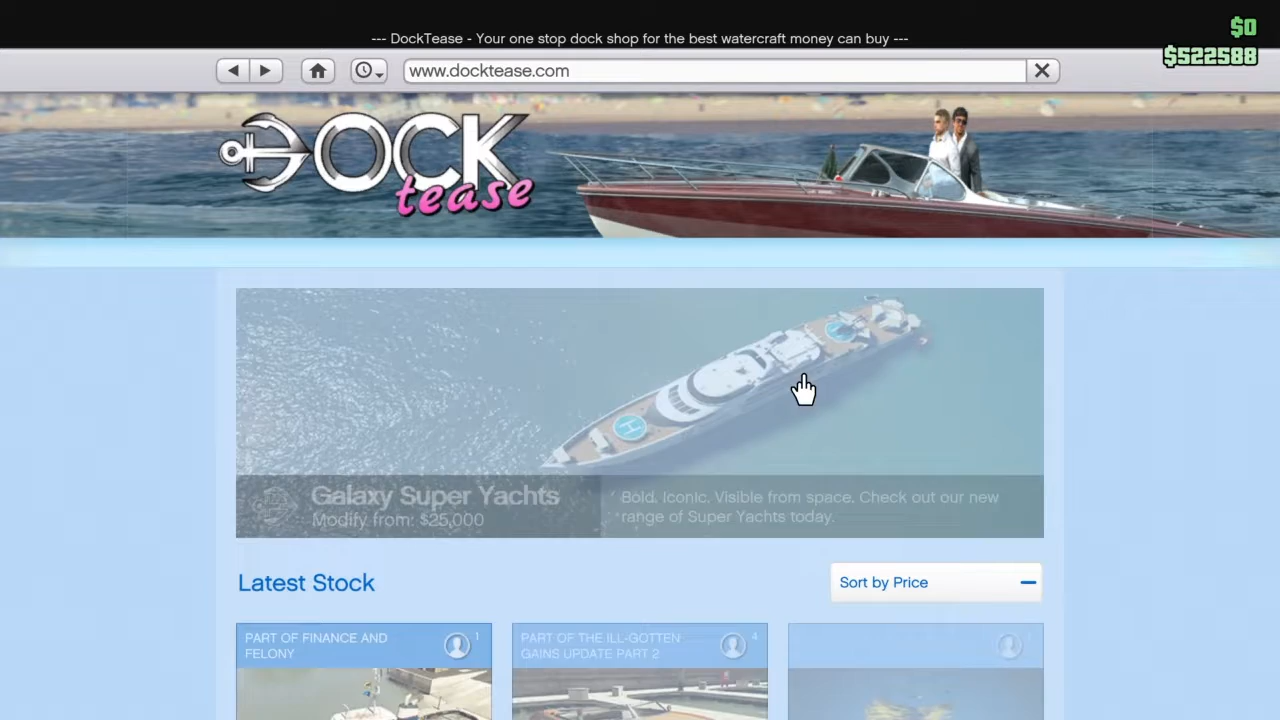 --- DockTease - Your one stop dock shop for the best watercraft money can buy ---
$0
$522588
www.docktease.com
DOCK
tease
Galaxy Super Yachts
Modify from: $25,000
Bold. Iconic. Visible from space. Check out our new
range of Super Yachts today.
Latest Stock
Sort by Price
PART OF FINANCE AND
FELONY
1
PART OF THE ILL-GOTTEN
GAINS UPDATE PART 2
4
H